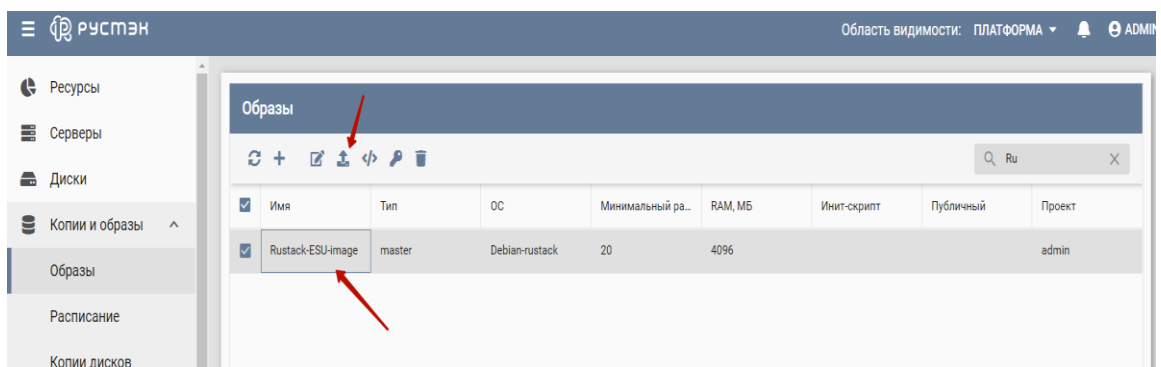 РУСТЭК
Область видимости: ПЛАТФОРМА
ADMIN
Ресурсы
Серверы
Диски
Копии и образы
Образы
Расписание
Копии дисков
Образы
Ru
Имя Тип ОС Минимальный ра... RAM, МБ Инит-скрипт Публичный Проект
Rustack-ESU-image master Debian-rustack 20 4096 admin